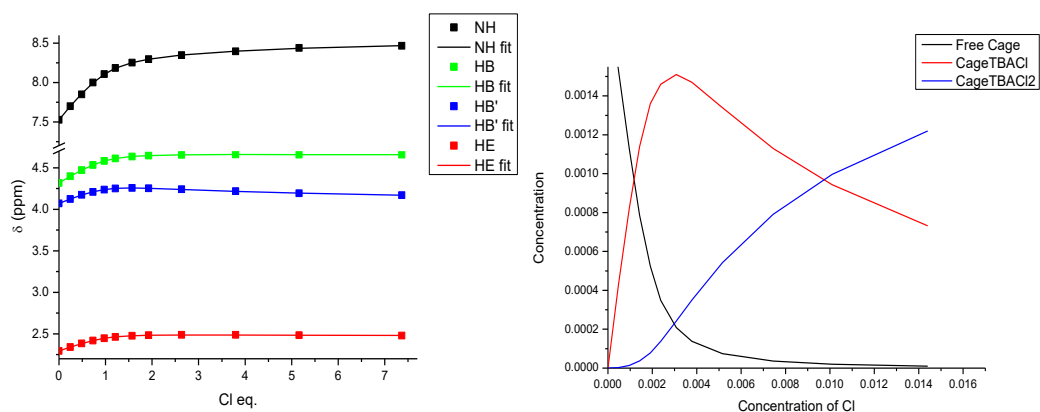 NH
NH fit
HB
HB fit
HB'
HB' fit
HE
HE fit
8.5
8.0
7.5
4.5
4.0
3.5
3.0
2.5
δ (ppm)
0 1 2 3 4 5 6 7
Cl eq.
Free Cage
CageTBACl
CageTBACl2
0.0014
0.0012
0.0010
0.0008
0.0006
0.0004
0.0002
0.0000
Concentration
0.000 0.002 0.004 0.006 0.008 0.010 0.012 0.014 0.016
Concentration of Cl